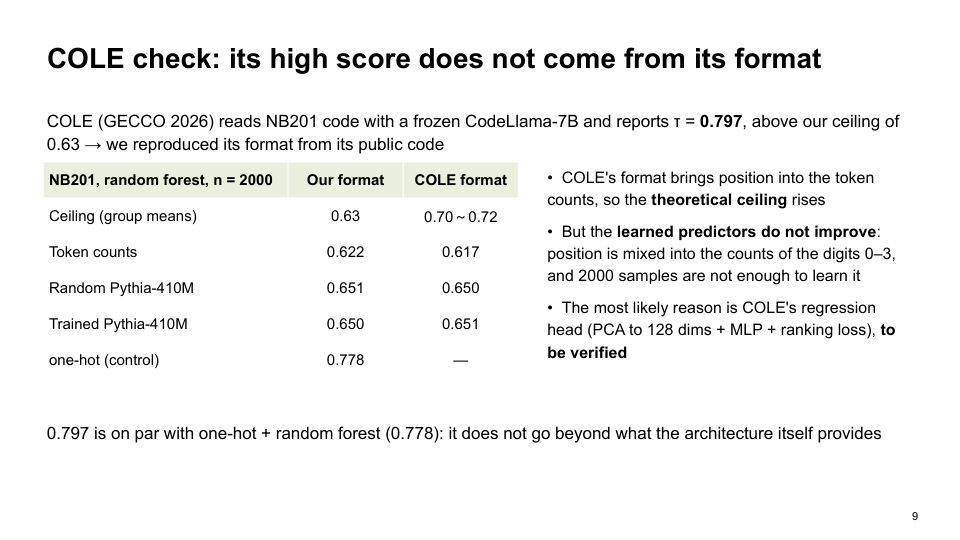 COLE check: its high score does not come from its format
COLE (GECCO 2026) reads NB201 code with a frozen CodeLlama-7B and reports τ = 0.797, above our ceiling of
0.63 → we reproduced its format from its public code
NB201, random forest, n = 2000 Our format COLE format
Ceiling (group means) 0.63 0.70～0.72
Token counts 0.622 0.617
Random Pythia-410M 0.651 0.650
Trained Pythia-410M 0.650 0.651
one-hot (control) 0.778 —
• COLE's format brings position into the token
counts, so the theoretical ceiling rises
• But the learned predictors do not improve:
position is mixed into the counts of the digits 0–3,
and 2000 samples are not enough to learn it
• The most likely reason is COLE's regression
head (PCA to 128 dims + MLP + ranking loss), to
be verified
0.797 is on par with one-hot + random forest (0.778): it does not go beyond what the architecture itself provides
9